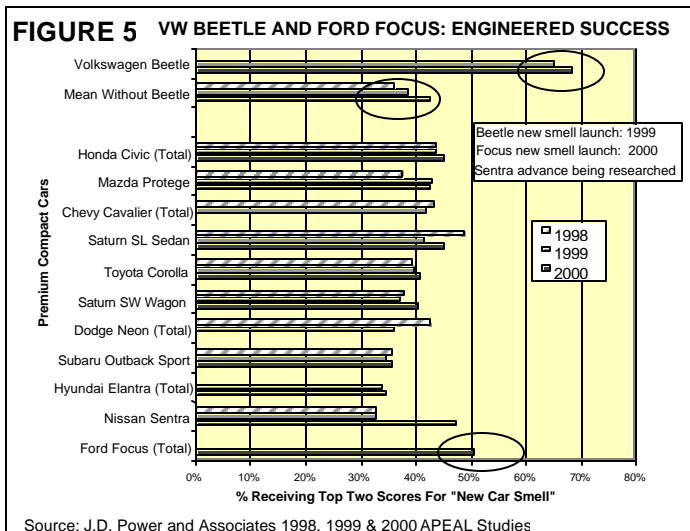 FIGURE 5 VW BEETLE AND FORD FOCUS: ENGINEERED SUCCESS
Volkswagen Beetle
Mean Without Beetle
Honda Civic (Total)
Mazda Protege
Chevy Cavalier (Total)
Saturn SL Sedan
Toyota Corolla
Saturn SW Wagon
Dodge Neon (Total)
Subaru Outback Sport
Hyundai Elantra (Total)
Nissan Sentra
Ford Focus (Total)
Premium Compact Cars
Beetle new smell launch: 1999
Focus new smell launch: 2000
Sentra advance being researched
1998
1999
2000
0% 10% 20% 30% 40% 50% 60% 70% 80%
% Receiving Top Two Scores For "New Car Smell"
Source: J.D. Power and Associates 1998, 1999 & 2000 APEAL Studies